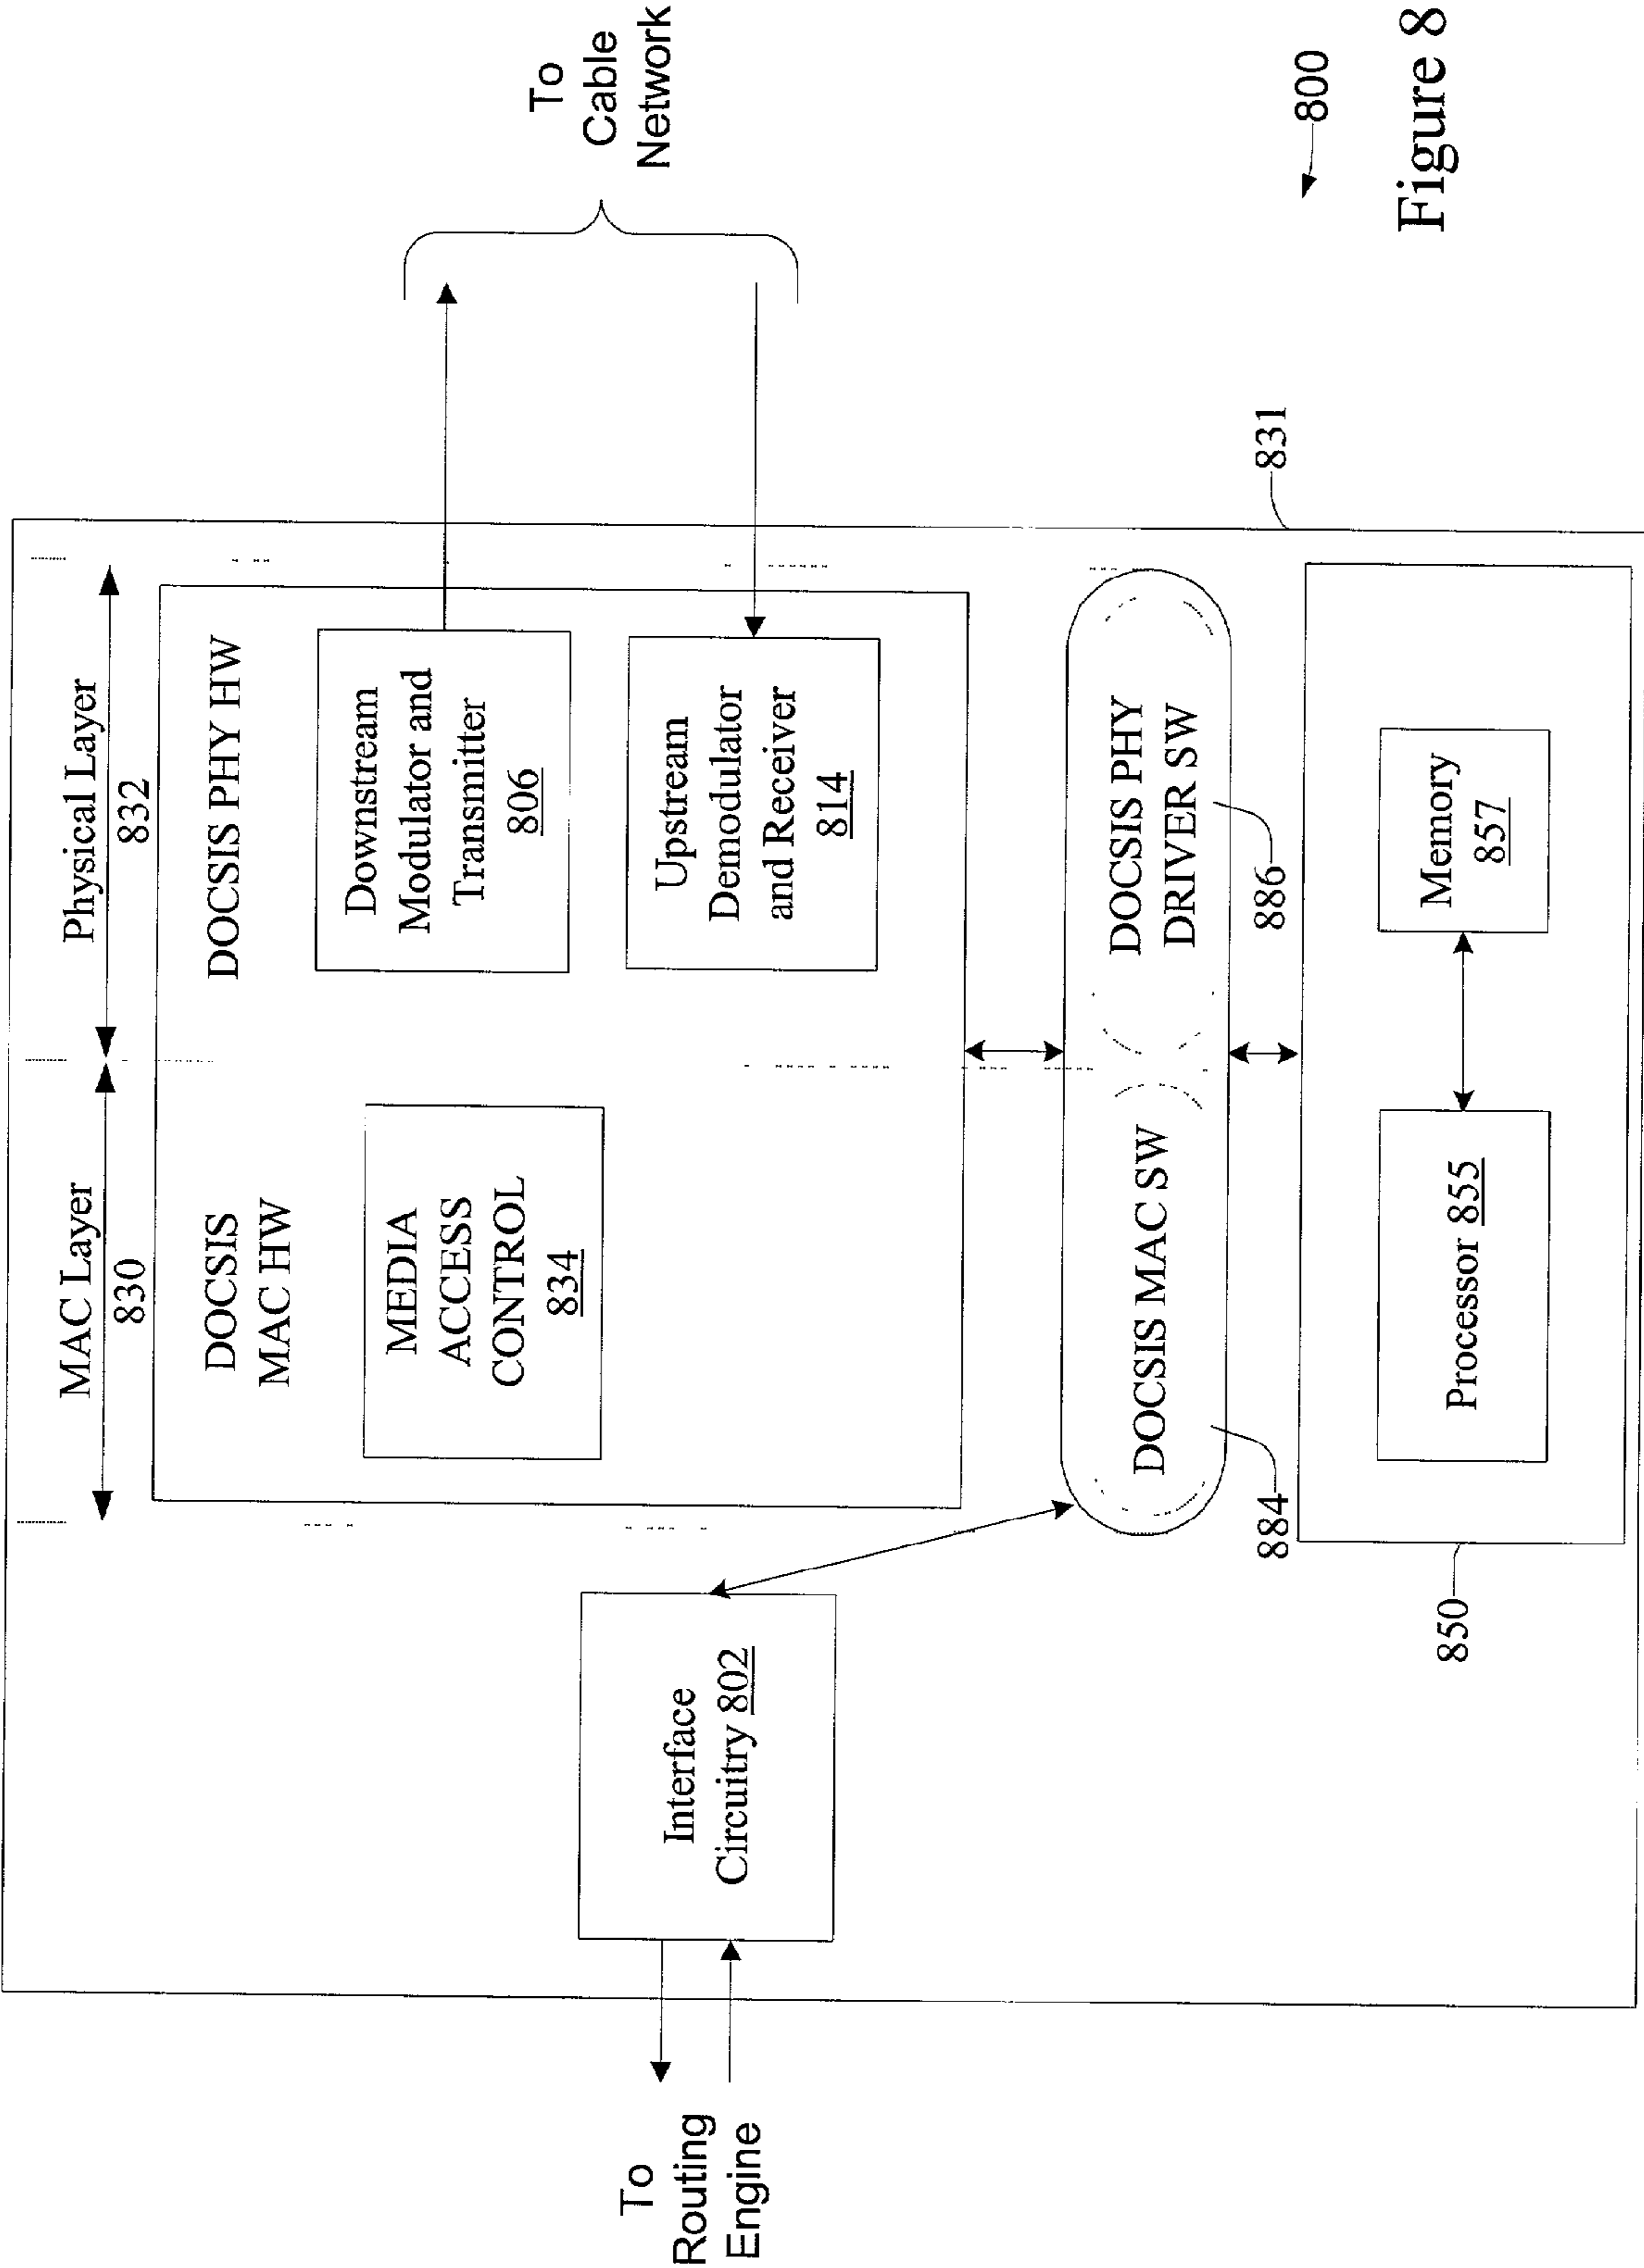 MAC Layer
830
Physical Layer
832
DOCSIS
MAC HW
DOCSIS PHY HW
MEDIA
ACCESS
CONTROL
834
Downstream
Modulator and
Transmitter
806
Upstream
Demodulator
and Receiver
814
To
Cable
Network
Interface
Circuitry 802
To
Routing
Engine
DOCSIS MAC SW
DOCSIS PHY
DRIVER SW
884
886
831
Processor 855
Memory
857
850
800
Figure 8